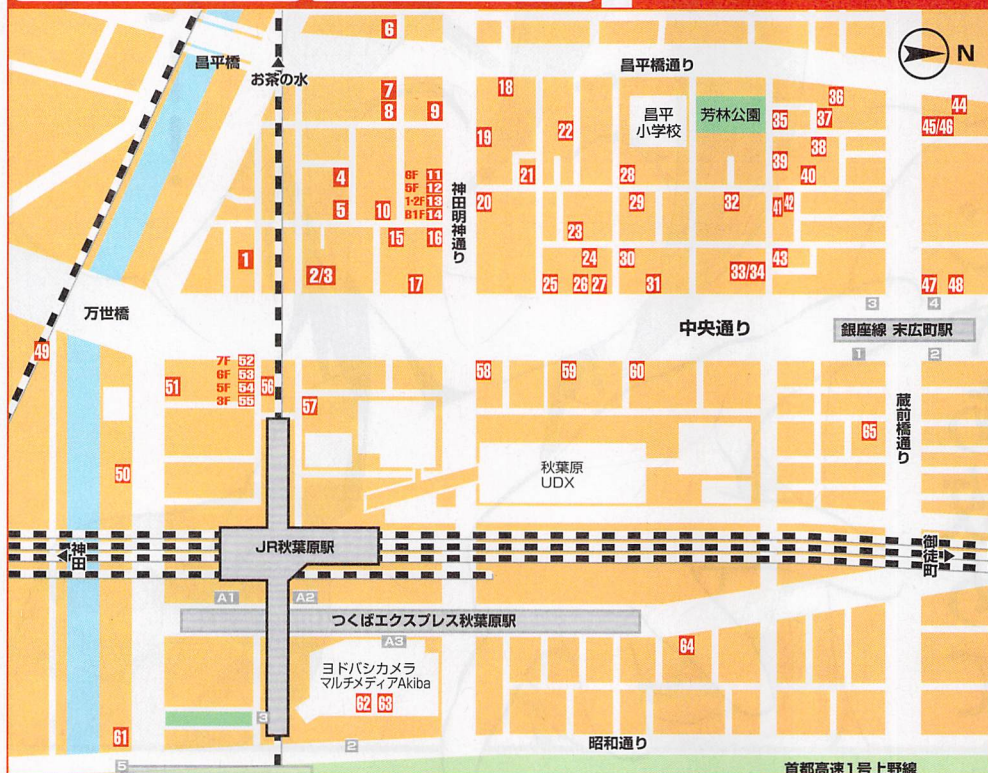 6
昌平橋
お茶の水
昌平橋通り
N
7
8
9
18
19
22
昌平
小学校
芳林公園
35
36
37
38
39
40
44
45/46
4
5
10
6F 11
5F 12
1・2F 13
B1F 14
15
16
17
神田明神通り
20
21
28
29
32
41
42
23
24
25
26
27
30
31
33/34
43
47
48
1
2/3
万世橋
中央通り
3
4
銀座線 末広町駅
1
2
49
51
7F 52
6F 53
5F 54
3F 55
56
57
58
59
60
65
蔵前橋通り
50
秋葉原
UDX
JR秋葉原駅
神田
御徒町
A1
A2
つくばエクスプレス秋葉原駅
A3
ヨドバシカメラ
マルチメディアAkiba
62
63
64
61
3
2
5
昭和通り
首都高速1号上野線